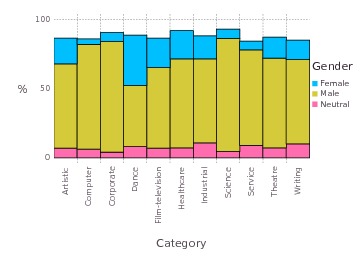 100
50
0
%
Gender
Female
Male
Neutral
Artistic
Computer
Corporate
Dance
Film-television
Healthcare
Industrial
Science
Service
Theatre
Writing
Category